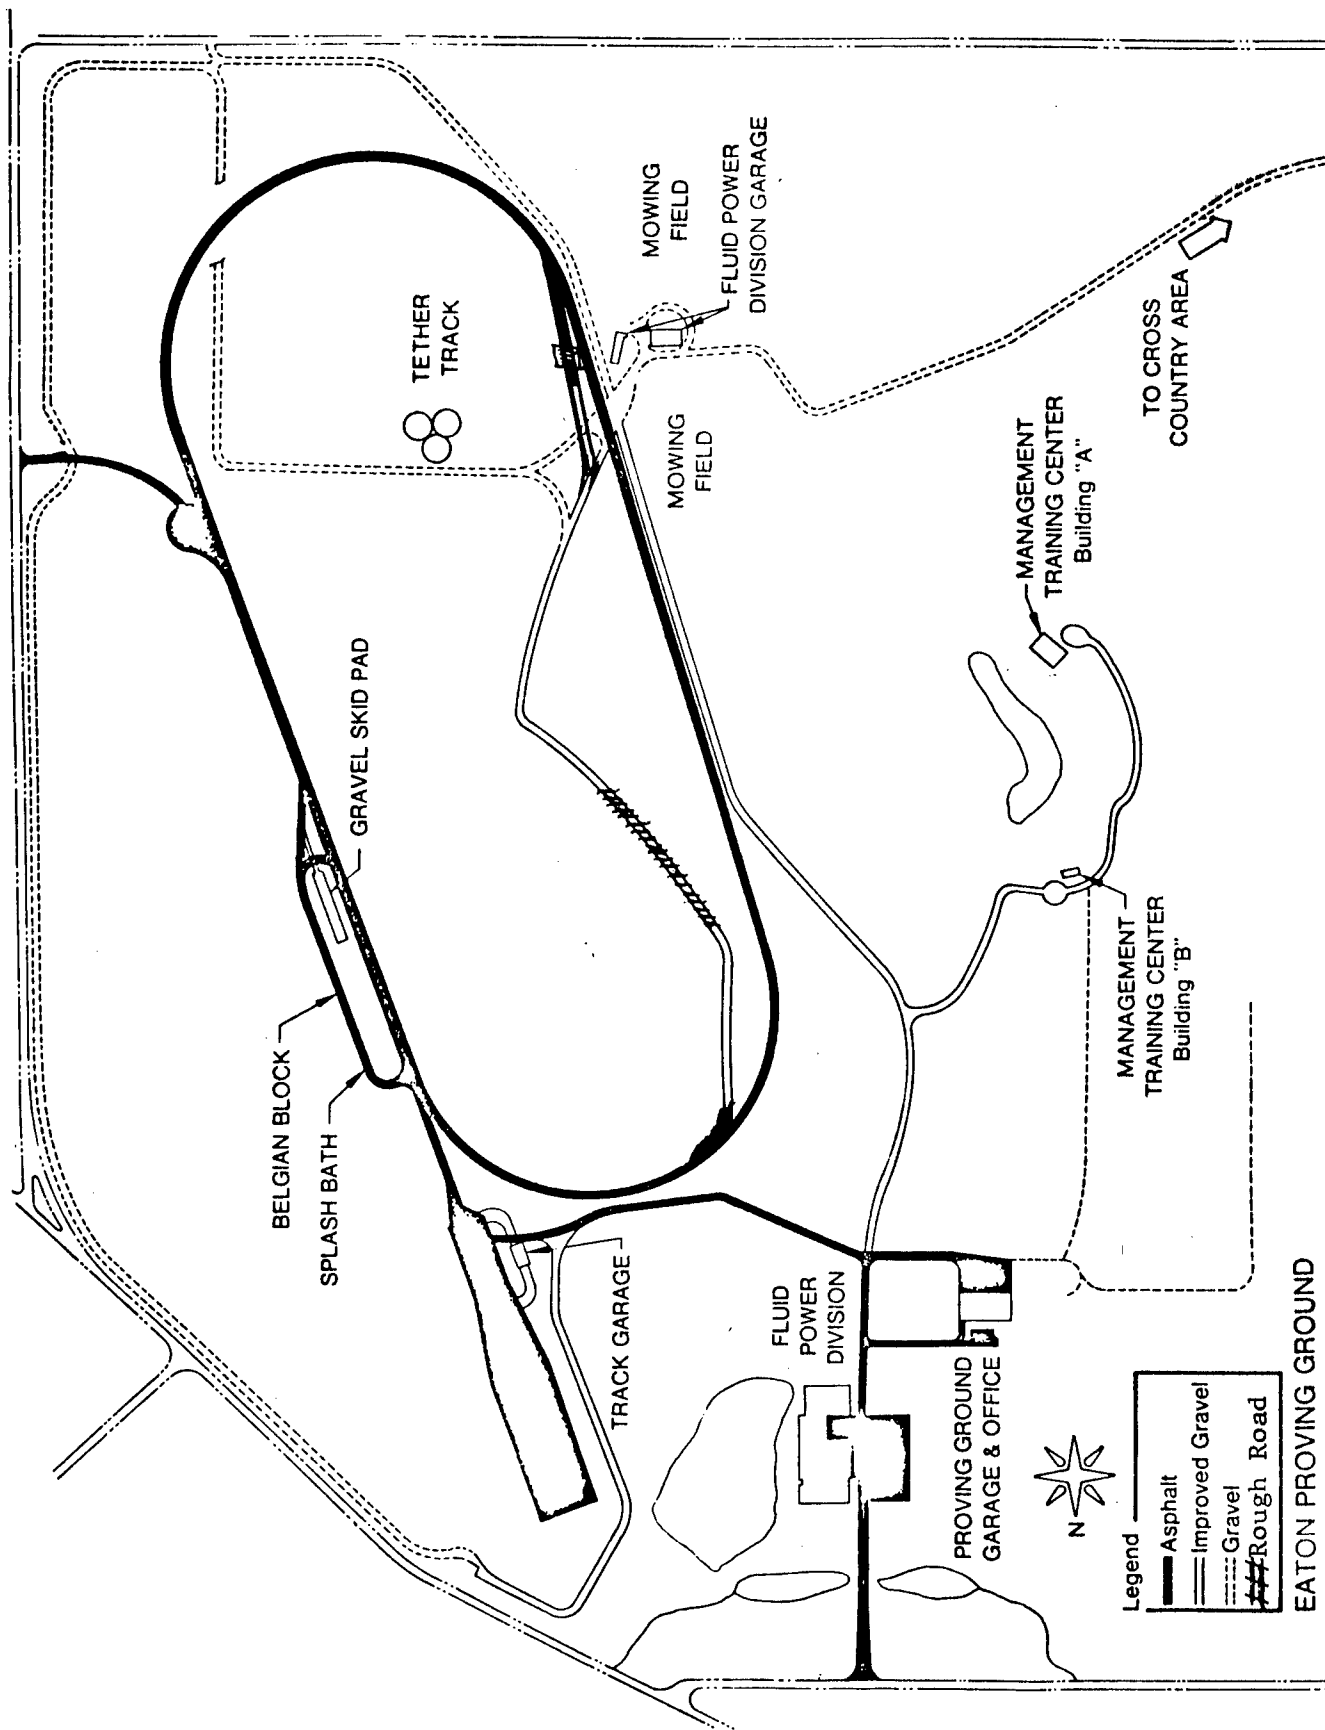 MOWING
FIELD
FLUID POWER
DIVISION GARAGE
TETHER
TRACK
MOWING
FIELD
TO CROSS
COUNTRY AREA
MANAGEMENT
TRAINING CENTER
Building "A"
GRAVEL SKID PAD
BELGIAN BLOCK
SPLASH BATH
MANAGEMENT
TRAINING CENTER
Building "B"
TRACK GARAGE
FLUID
POWER
DIVISION
PROVING GROUND
GARAGE & OFFICE
N
Legend
Asphalt
Improved Gravel
Gravel
Rough Road
EATON PROVING GROUND